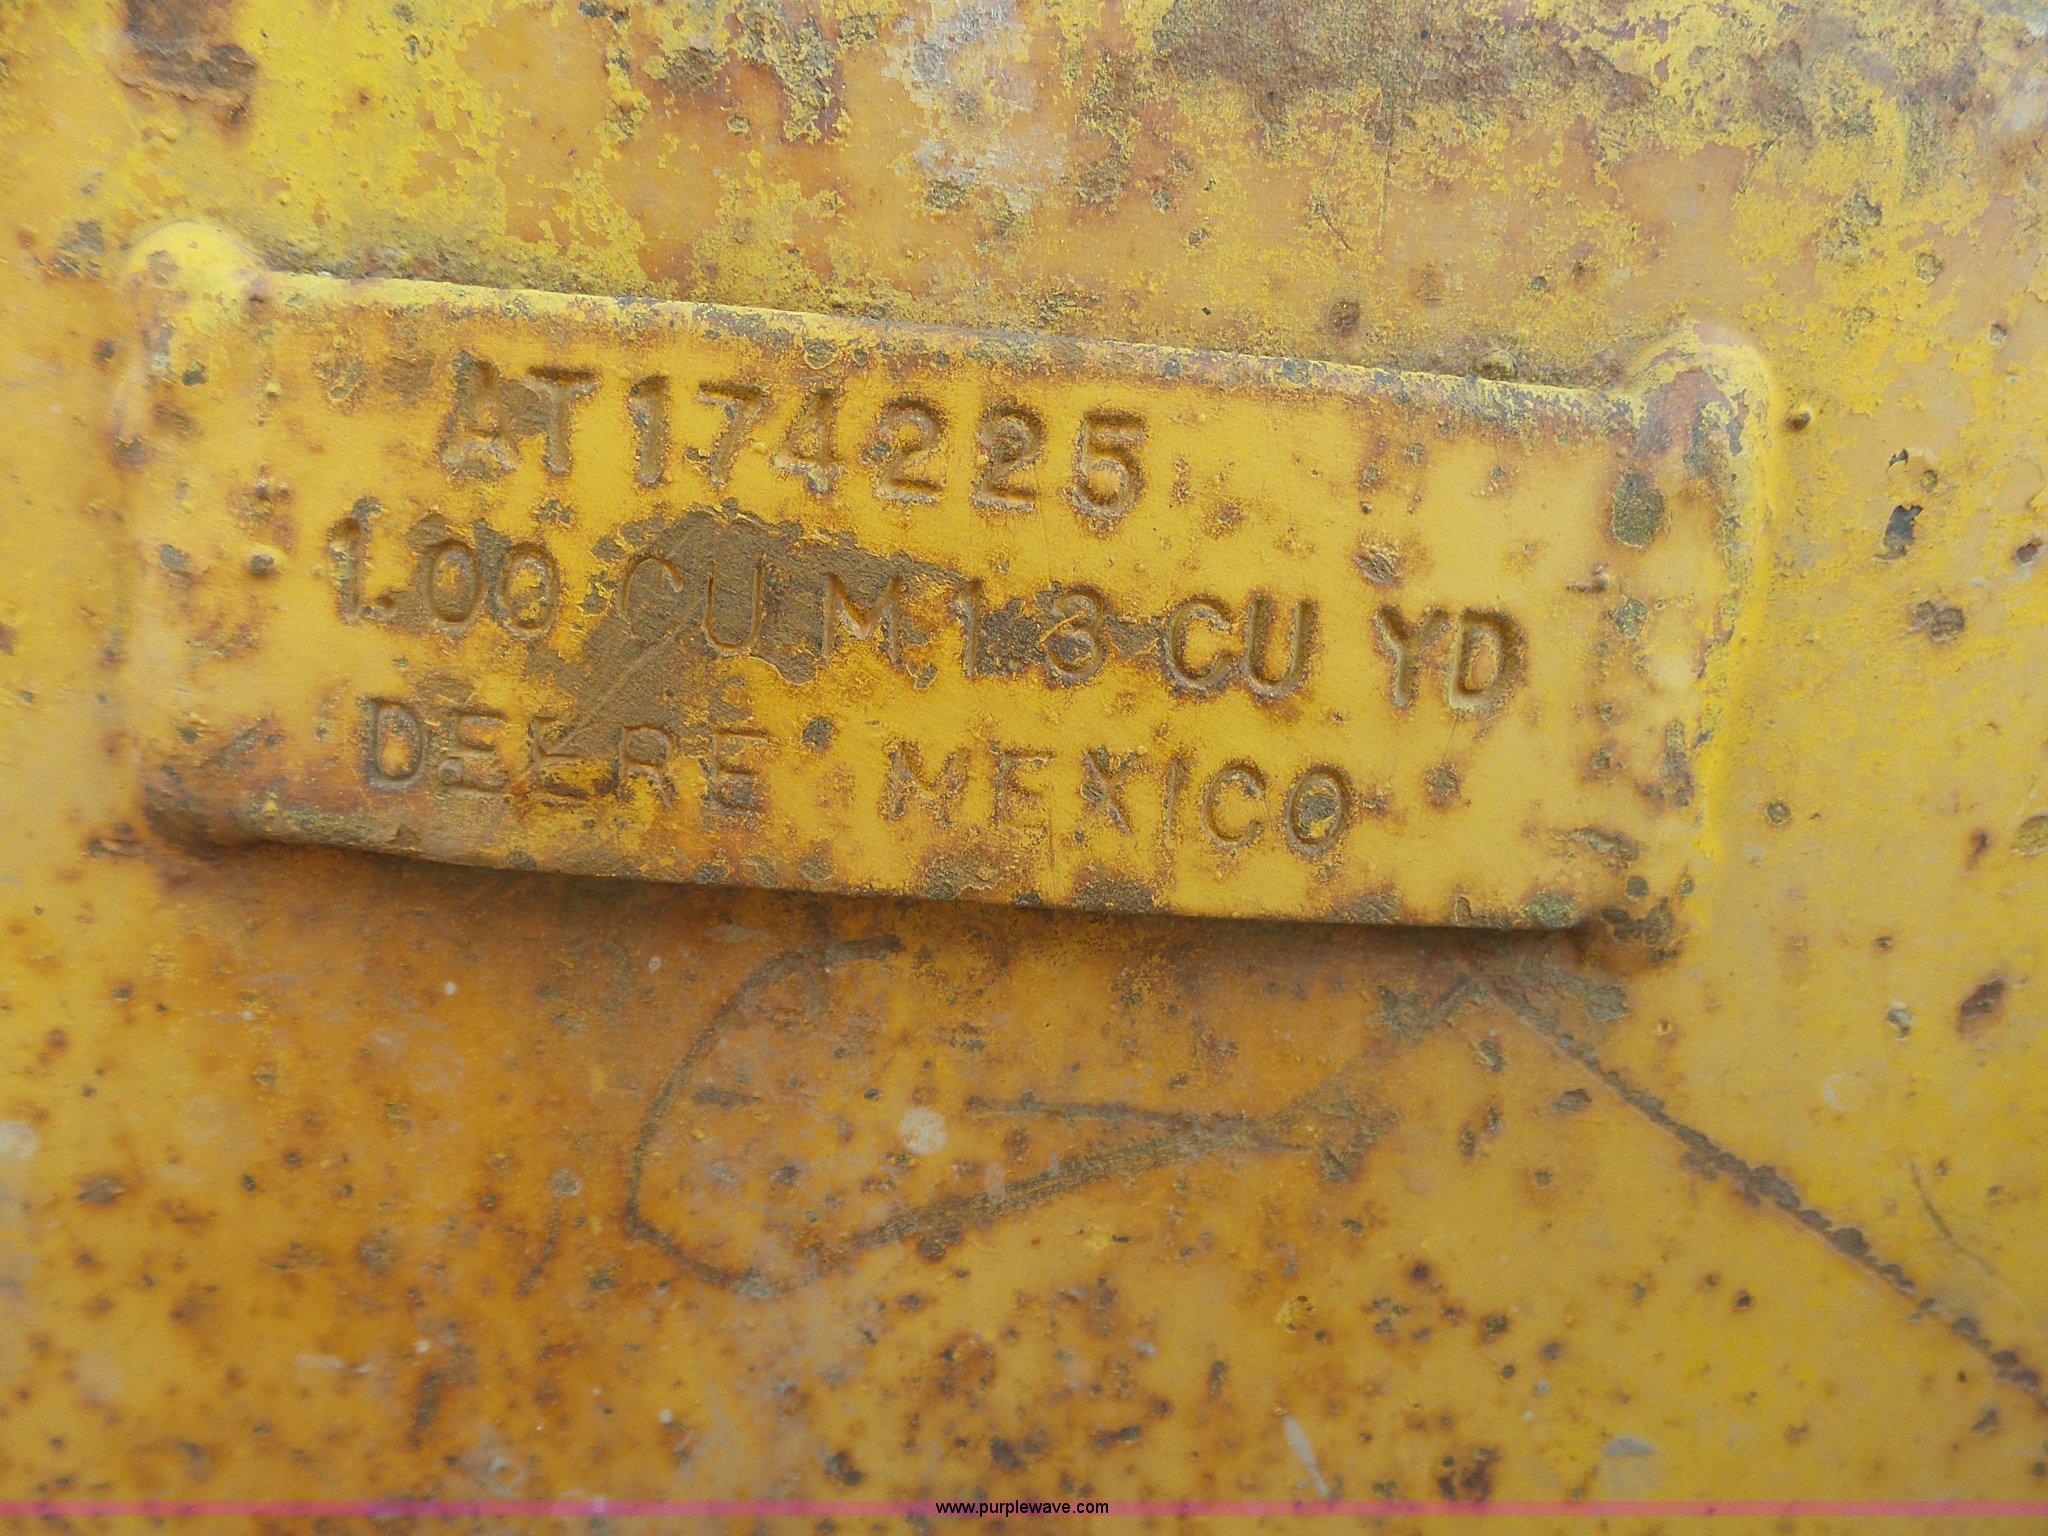 AT174225
1.00 CU M 1.3 CU YD
DEERE MEXICO
www.purplewave.com